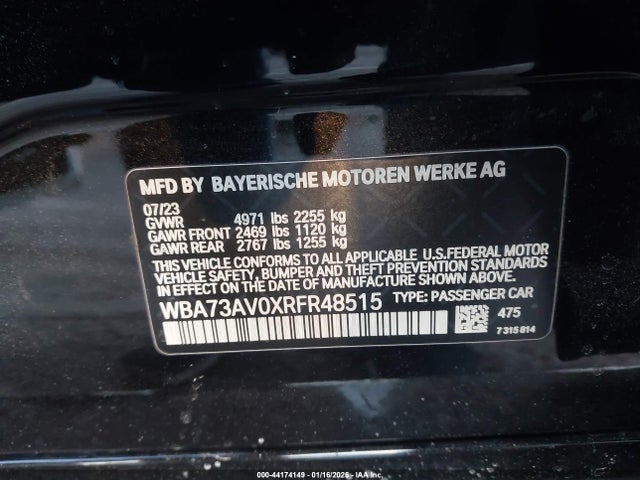 MFD BY BAYERISCHE MOTOREN WERKE AG
07/23
GVWR 4971 lbs 2255 kg
GAWR FRONT 2469 lbs 1120 kg
GAWR REAR 2767 lbs 1255 kg
THIS VEHICLE CONFORMS TO ALL APPLICABLE U.S.FEDERAL MOTOR
VEHICLE SAFETY, BUMPER AND THEFT PREVENTION STANDARDS
IN EFFECT ON THE DATE OF MANUFACTURE SHOWN ABOVE.
WBA73AV0XRFR48515 TYPE: PASSENGER CAR
475
7315814
000-44174149 - 01/16/2026 - IAA Inc.